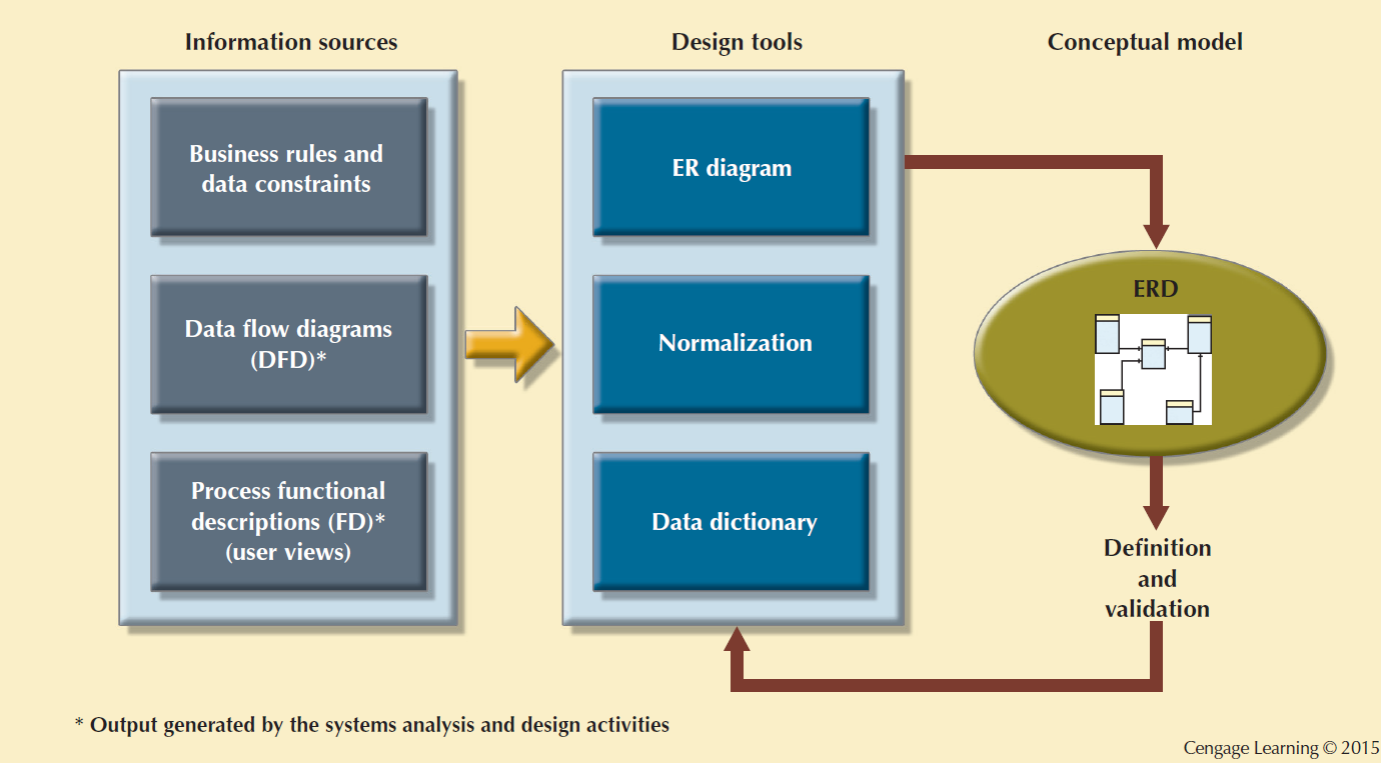 Information sources
Design tools
Conceptual model
Business rules and
data constraints
Data flow diagrams
(DFD)*
Process functional
descriptions (FD)*
(user views)
ER diagram
Normalization
Data dictionary
ERD
Definition
and
validation
* Output generated by the systems analysis and design activities
Cengage Learning © 2015